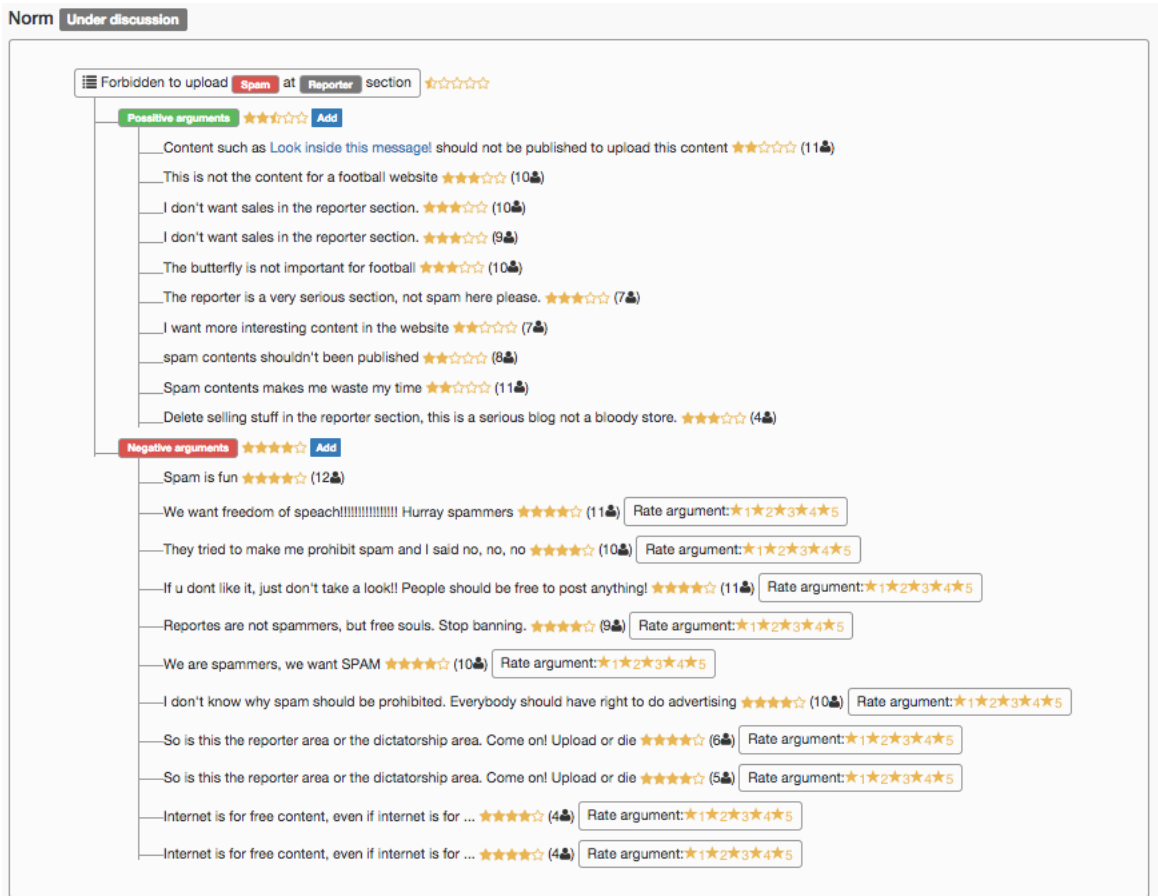 Norm Under discussion
Forbidden to upload Spam at Reporter section
Possitive arguments Add
Content such as Look inside this message! should not be published to upload this content (11)
This is not the content for a football website (10)
I don't want sales in the reporter section. (10)
I don't want sales in the reporter section. (9)
The butterfly is not important for football (10)
The reporter is a very serious section, not spam here please. (7)
I want more interesting content in the website (7)
spam contents shouldn't been published (8)
Spam contents makes me waste my time (11)
Delete selling stuff in the reporter section, this is a serious blog not a bloody store. (4)
Negative arguments Add
Spam is fun (12)
We want freedom of speach!!!!!!!!!!!!!!!! Hurray spammers (11) Rate argument:★1★2★3★4★5
They tried to make me prohibit spam and I said no, no, no (10) Rate argument:★1★2★3★4★5
If u dont like it, just don't take a look!! People should be free to post anything! (11) Rate argument:★1★2★3★4★5
Reportes are not spammers, but free souls. Stop banning. (9) Rate argument:★1★2★3★4★5
We are spammers, we want SPAM (10) Rate argument:★1★2★3★4★5
I don't know why spam should be prohibited. Everybody should have right to do advertising (10) Rate argument:★1★2★3★4★5
So is this the reporter area or the dictatorship area. Come on! Upload or die (6) Rate argument:★1★2★3★4★5
So is this the reporter area or the dictatorship area. Come on! Upload or die (5) Rate argument:★1★2★3★4★5
Internet is for free content, even if internet is for ... (4) Rate argument:★1★2★3★4★5
Internet is for free content, even if internet is for ... (4) Rate argument:★1★2★3★4★5